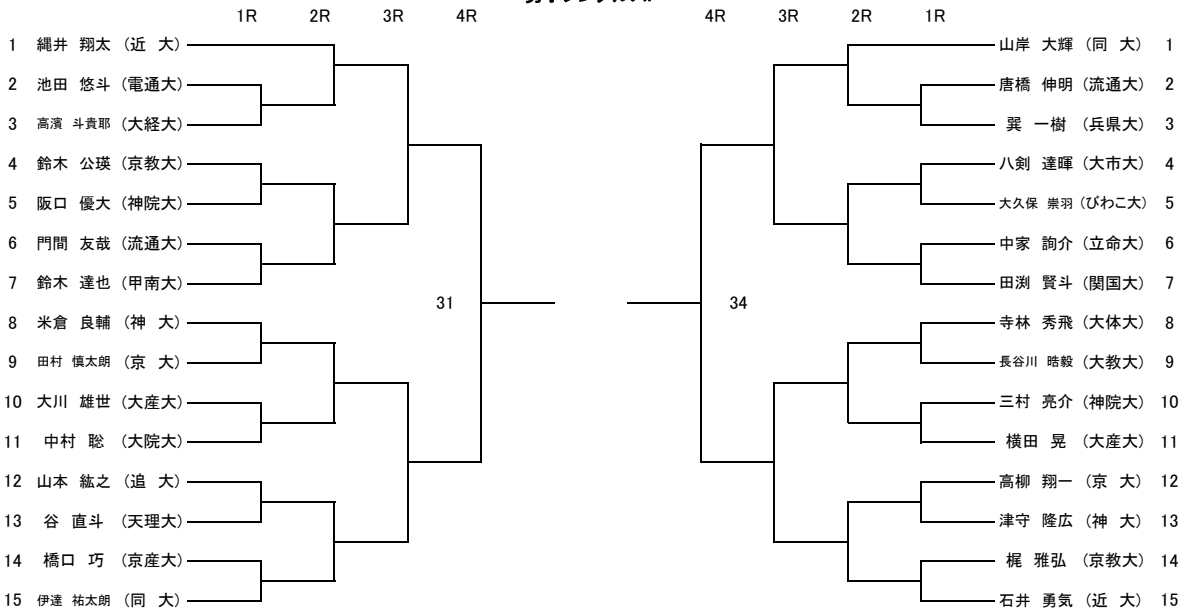 1R 2R 3R 4R 4R 3R 2R 1R
1 縄井 翔太 (近 大)
2 池田 悠斗 (電通大)
3 高濱 斗貴耶 (大経大)
4 鈴木 公瑛 (京教大)
5 阪口 優大 (神院大)
6 門間 友哉 (流通大)
7 鈴木 達也 (甲南大)
31
8 米倉 良輔 (神 大)
9 田村 慎太朗 (京 大)
10 大川 雄世 (大産大)
11 中村 聡 (大院大)
12 山本 紘之 (追 大)
13 谷 直斗 (天理大)
14 橋口 巧 (京産大)
15 伊達 祐太朗 (同 大)
山岸 大輝 (同 大) 1
唐橋 伸明 (流通大) 2
巽 一樹 (兵県大) 3
八剣 達暉 (大市大) 4
大久保 崇羽 (びわこ大) 5
中家 詢介 (立命大) 6
田渕 賢斗 (関国大) 7
34
寺林 秀飛 (大体大) 8
長谷川 皓毅 (大教大) 9
三村 亮介 (神院大) 10
横田 晃 (大産大) 11
高柳 翔一 (京 大) 12
津守 隆広 (神 大) 13
梶 雅弘 (京教大) 14
石井 勇気 (近 大) 15